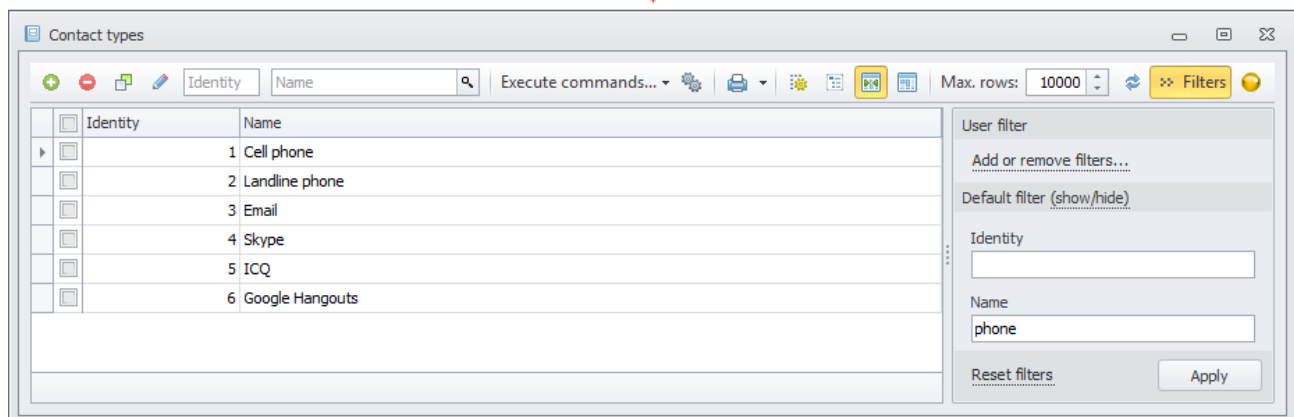 Contact types
Identity Name Execute commands... Max. rows: 10000 Filters
Identity Name
1 Cell phone
2 Landline phone
3 Email
4 Skype
5 ICQ
6 Google Hangouts
User filter
Add or remove filters...
Default filter (show/hide)
Identity
Name
phone
Reset filters Apply